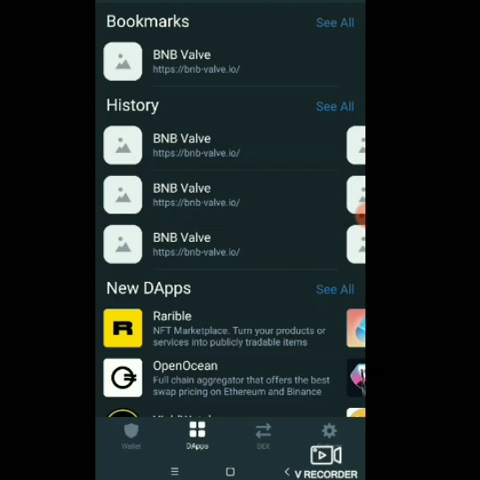 Bookmarks
See All
BNB Valve
https://bnb-valve.io/
History
See All
BNB Valve
https://bnb-valve.io/
BNB Valve
https://bnb-valve.io/
BNB Valve
https://bnb-valve.io/
New DApps
See All
Rarible
NFT Marketplace. Turn your products or
services into publicly tradable items
OpenOcean
Full chain aggregator that offers the best
swap pricing on Ethereum and Binance
Wallet
DApps
DEX
V RECORDER